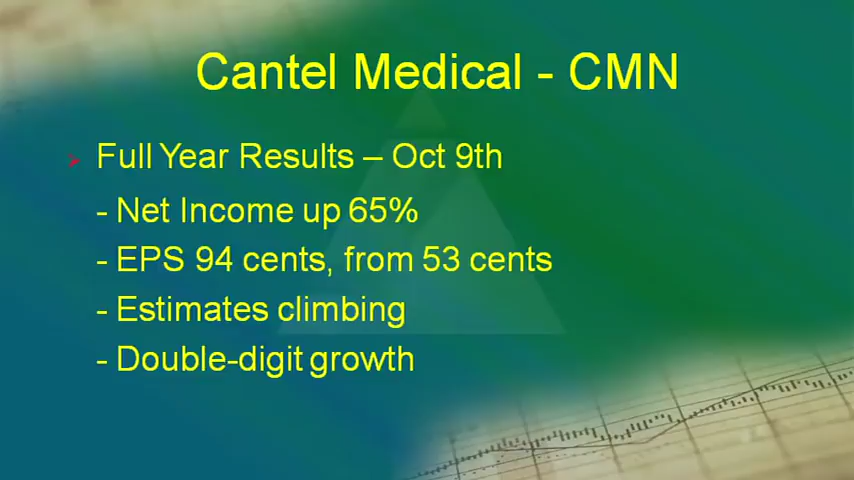 Cantel Medical - CMN
Full Year Results – Oct 9th
- Net Income up 65%
- EPS 94 cents, from 53 cents
- Estimates climbing
- Double-digit growth